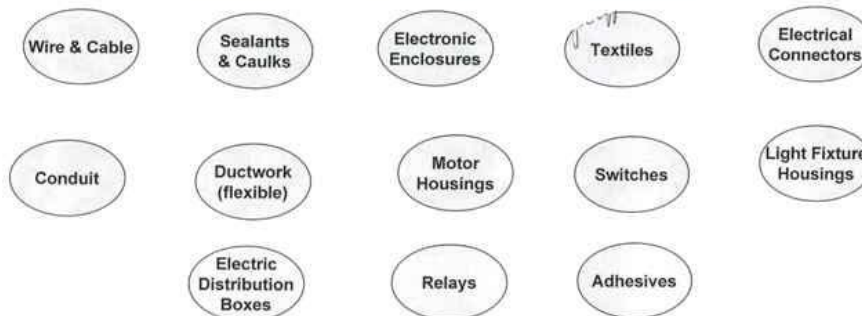 Wire & Cable
Sealants
& Caulks
Electronic
Enclosures
Textiles
Electrical
Connectors
Conduit
Ductwork
(flexible)
Motor
Housings
Switches
Light Fixture
Housings
Electric
Distribution
Boxes
Relays
Adhesives